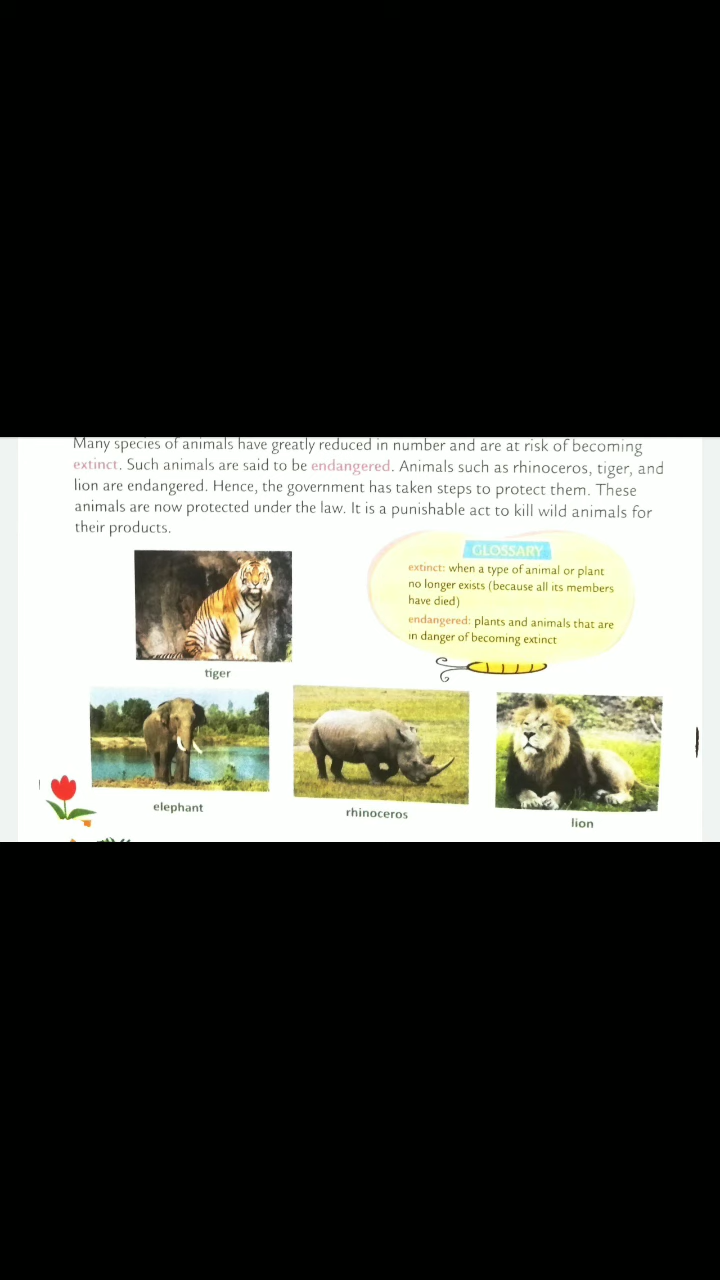 Many species of animals have greatly reduced in number and are at risk of becoming
extinct. Such animals are said to be endangered. Animals such as rhinoceros, tiger, and
lion are endangered. Hence, the government has taken steps to protect them. These
animals are now protected under the law. It is a punishable act to kill wild animals for
their products.
GLOSSARY
extinct: when a type of animal or plant
no longer exists (because all its members
have died)
endangered: plants and animals that are
in danger of becoming extinct
tiger
elephant
rhinoceros
lion